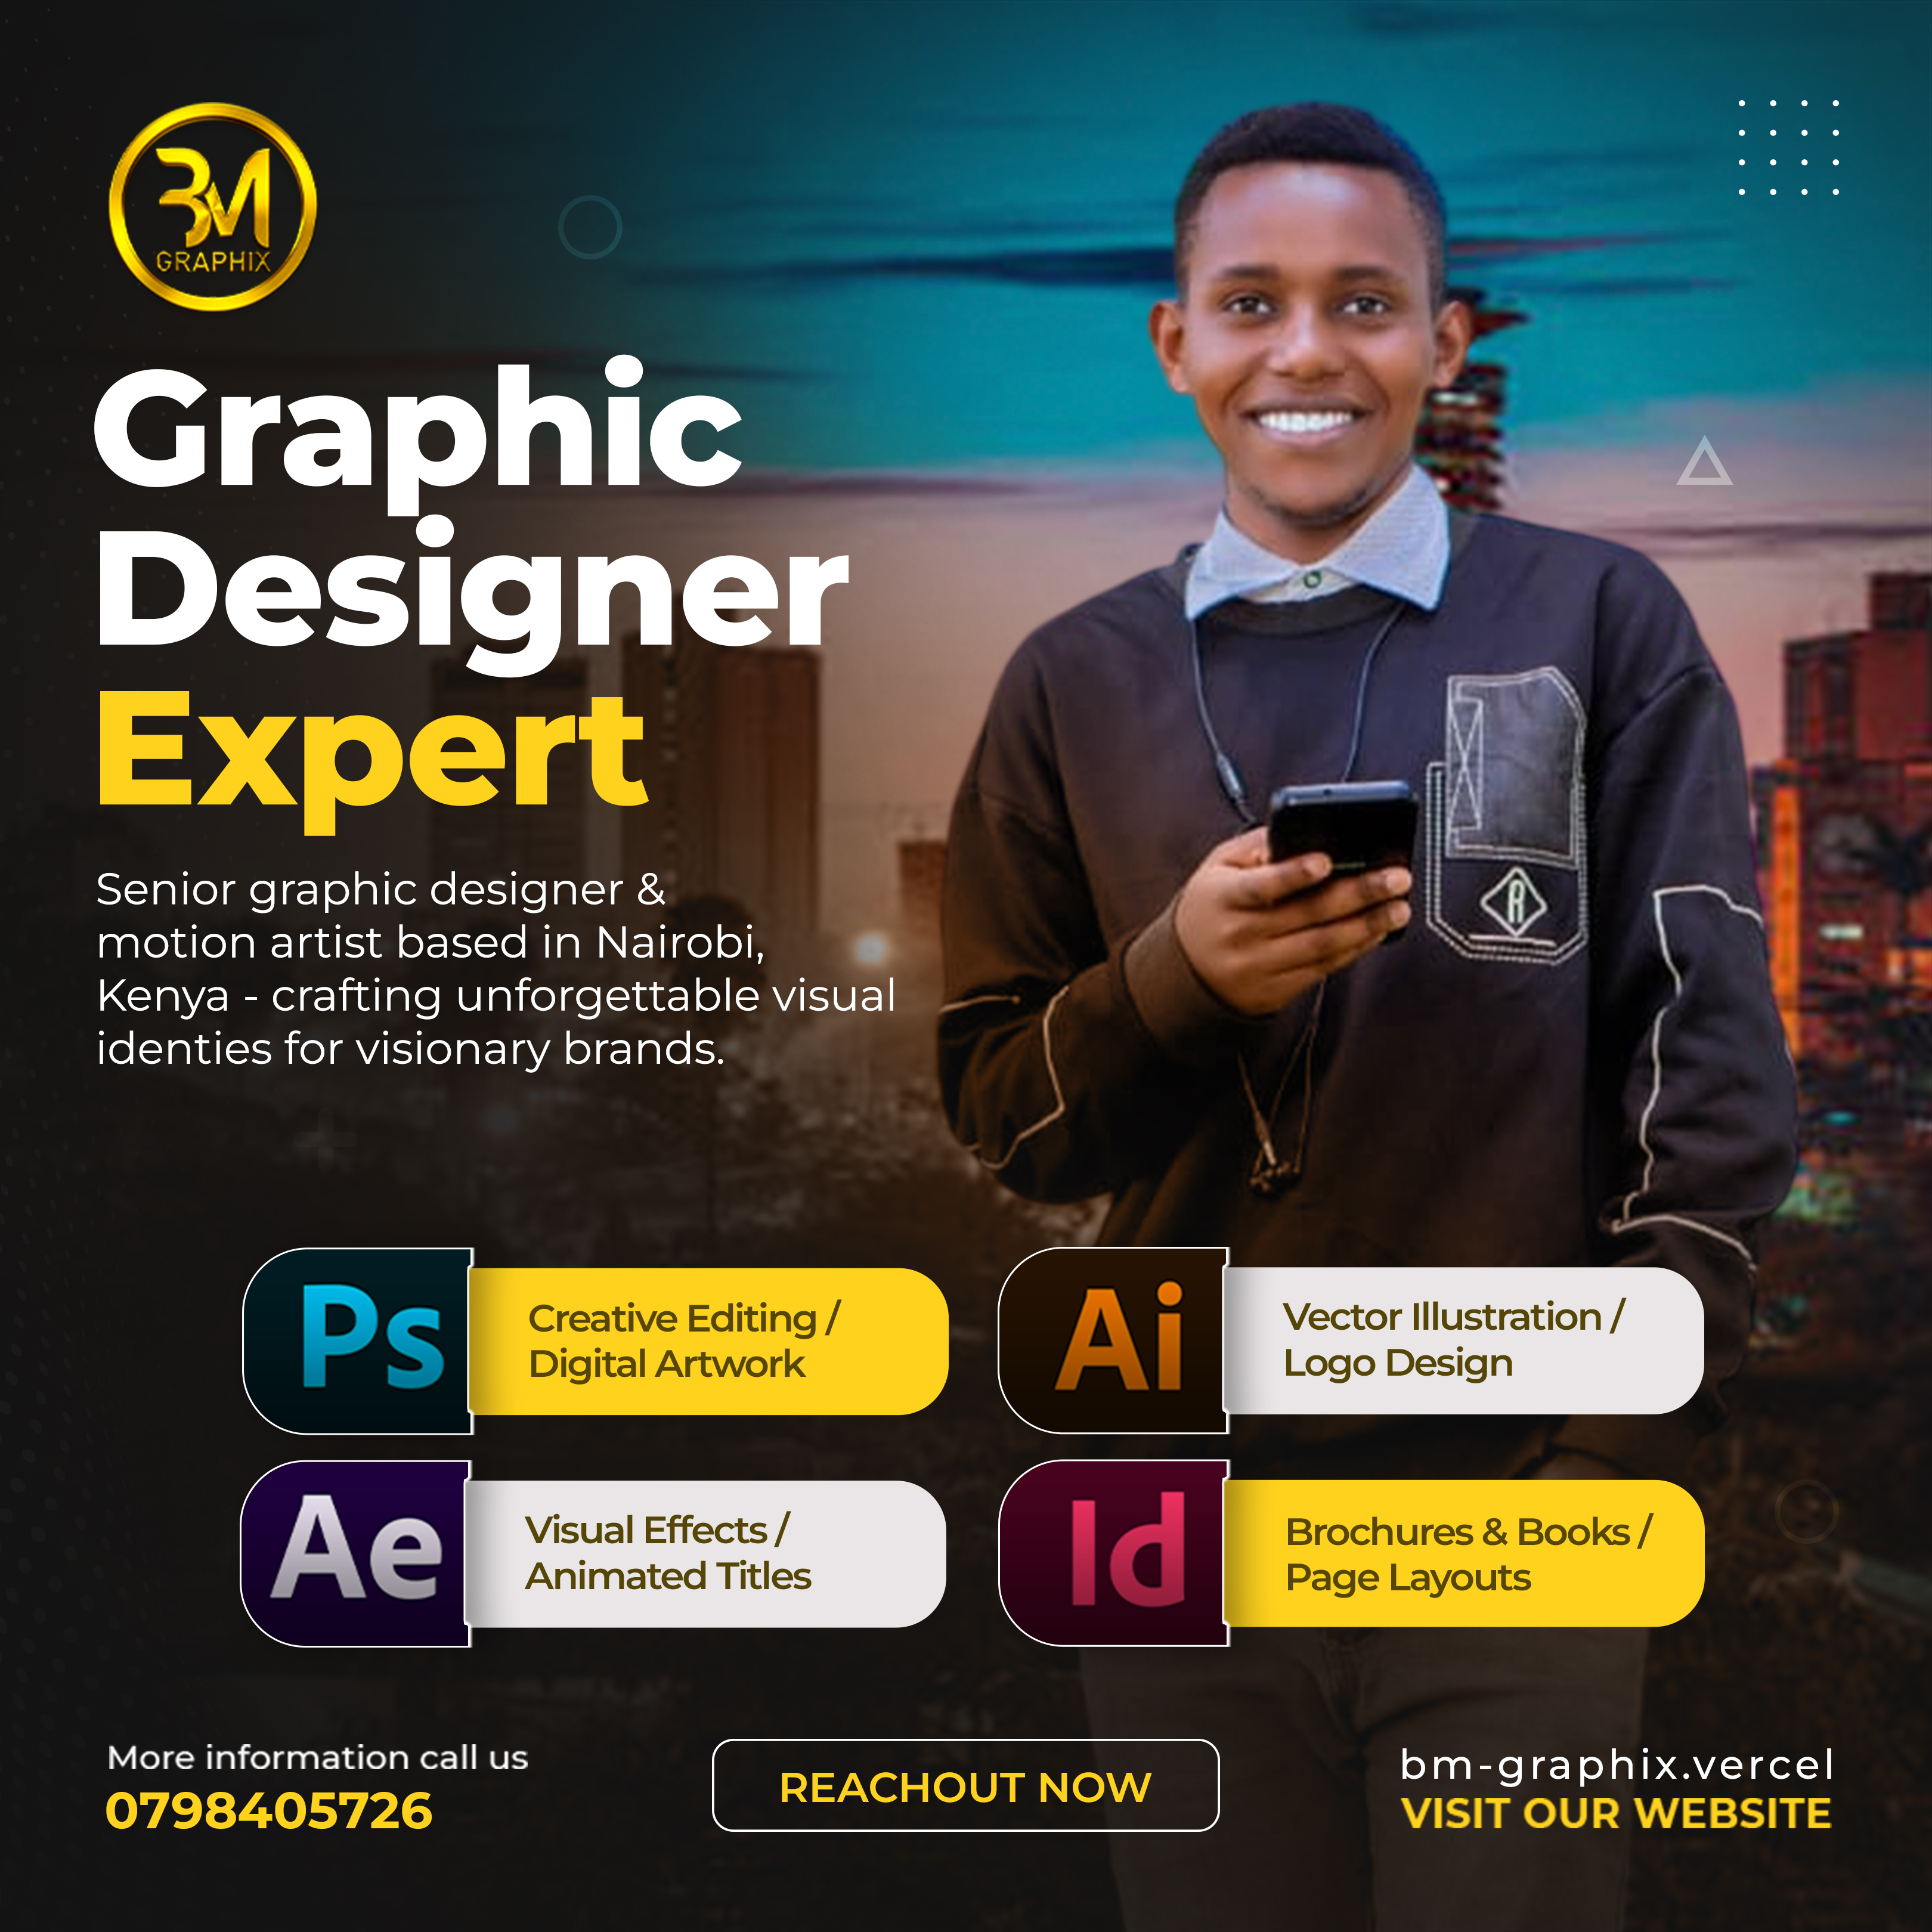 BM
GRAPHIX
Graphic
Designer
Expert
Senior graphic designer &
motion artist based in Nairobi,
Kenya - crafting unforgettable visual
identies for visionary brands.
Ps
Creative Editing /
Digital Artwork
Ai
Vector Illustration /
Logo Design
Ae
Visual Effects /
Animated Titles
Id
Brochures & Books /
Page Layouts
More information call us
0798405726
REACHOUT NOW
bm-graphix.vercel
VISIT OUR WEBSITE